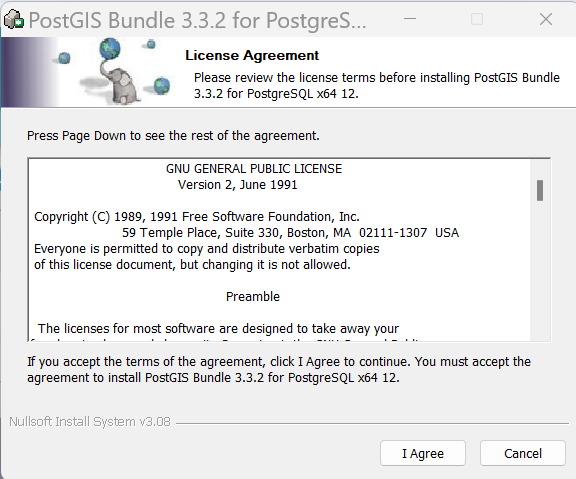 PostGIS Bundle 3.3.2 for PostgreS...
License Agreement
Please review the license terms before installing PostGIS Bundle
3.3.2 for PostgreSQL x64 12.
Press Page Down to see the rest of the agreement.
GNU GENERAL PUBLIC LICENSE
Version 2, June 1991
Copyright (C) 1989, 1991 Free Software Foundation, Inc.
59 Temple Place, Suite 330, Boston, MA  02111-1307  USA
Everyone is permitted to copy and distribute verbatim copies
of this license document, but changing it is not allowed.
Preamble
The licenses for most software are designed to take away your
If you accept the terms of the agreement, click I Agree to continue. You must accept the
agreement to install PostGIS Bundle 3.3.2 for PostgreSQL x64 12.
Nullsoft Install System v3.08
I Agree
Cancel